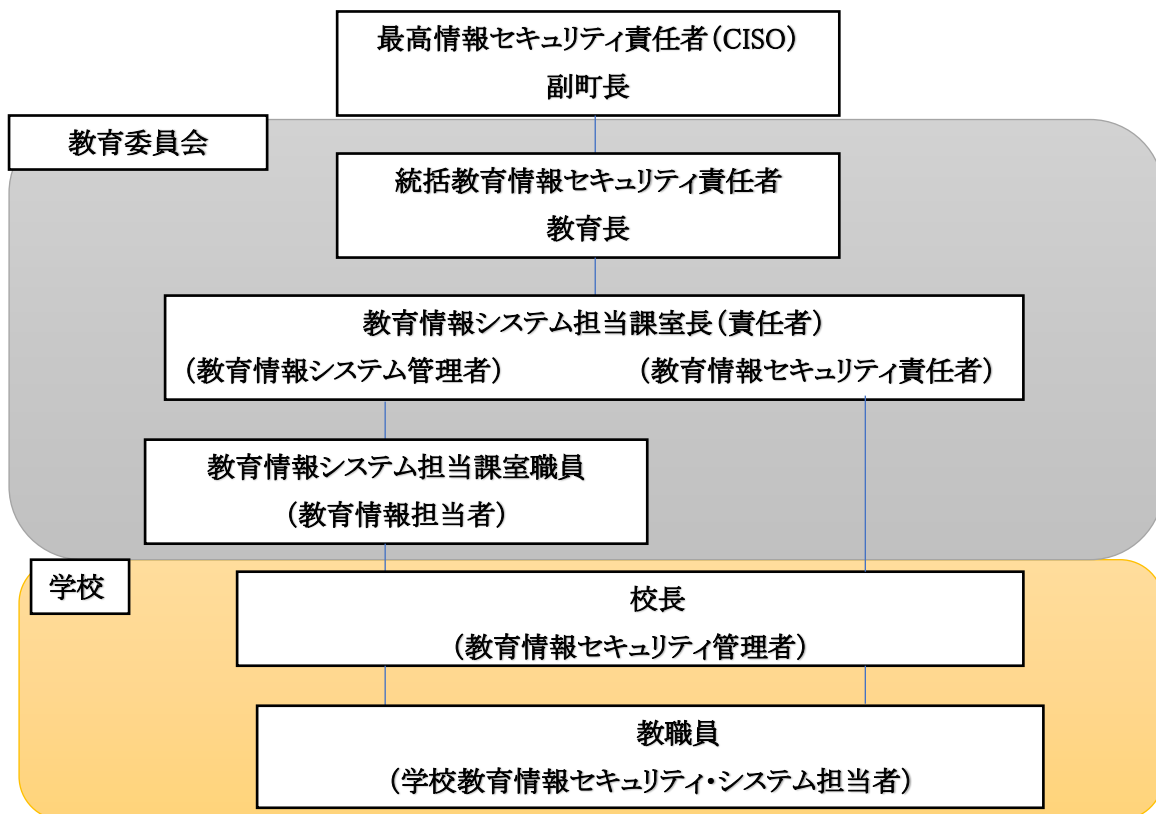 最高情報セキュリティ責任者(CISO)
副町長
教育委員会
統括教育情報セキュリティ責任者
教育長
教育情報システム担当課室長(責任者)
(教育情報システム管理者) (教育情報セキュリティ責任者)
教育情報システム担当課室職員
(教育情報担当者)
学校
校長
(教育情報セキュリティ管理者)
教職員
(学校教育情報セキュリティ・システム担当者)